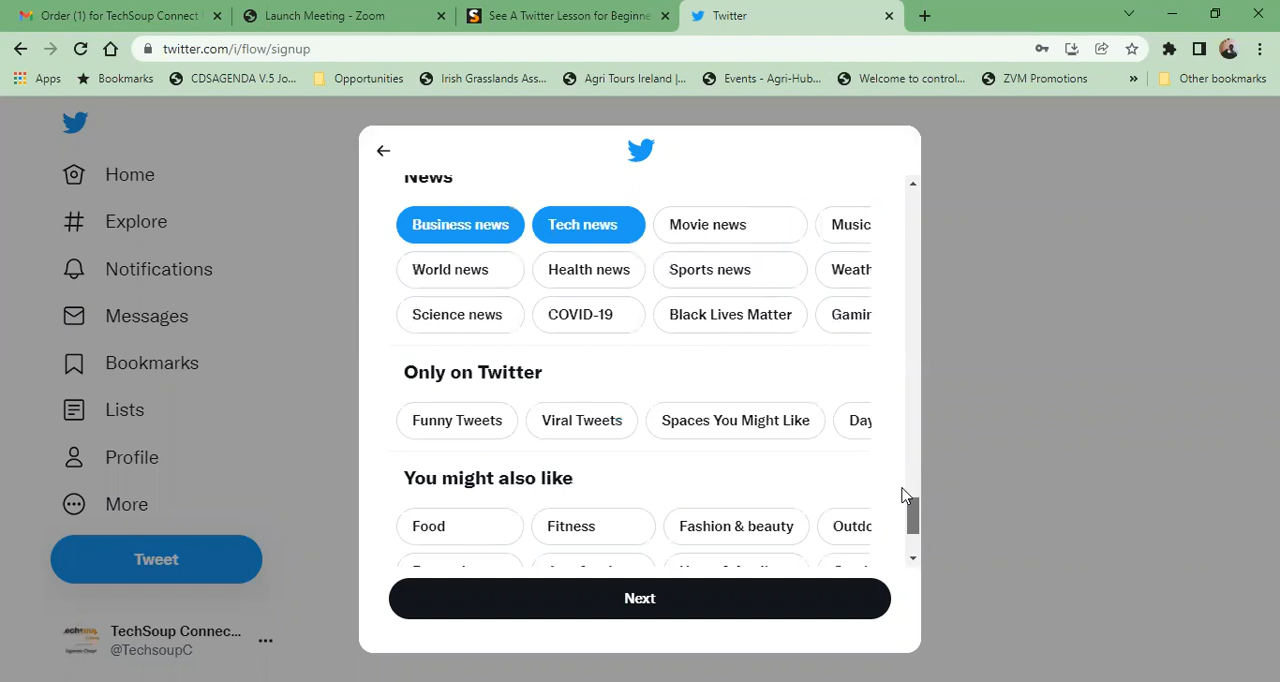 Order (1) for TechSoup Connect
Launch Meeting - Zoom
See A Twitter Lesson for Beginne
Twitter
twitter.com/i/flow/signup
Apps
Bookmarks
CDSAGENDA V.5 Jo...
Opportunities
Irish Grasslands Ass...
Agri Tours Ireland |...
Events - Agri-Hub...
Welcome to control...
ZVM Promotions
»
Other bookmarks
Home
Explore
Notifications
Messages
Bookmarks
Lists
Profile
More
Tweet
TechSoup Connec...
@TechsoupC
News
Business news
Tech news
Movie news
Music
World news
Health news
Sports news
Weath
Science news
COVID-19
Black Lives Matter
Gamin
Only on Twitter
Funny Tweets
Viral Tweets
Spaces You Might Like
Day
You might also like
Food
Fitness
Fashion & beauty
Outdo
Next